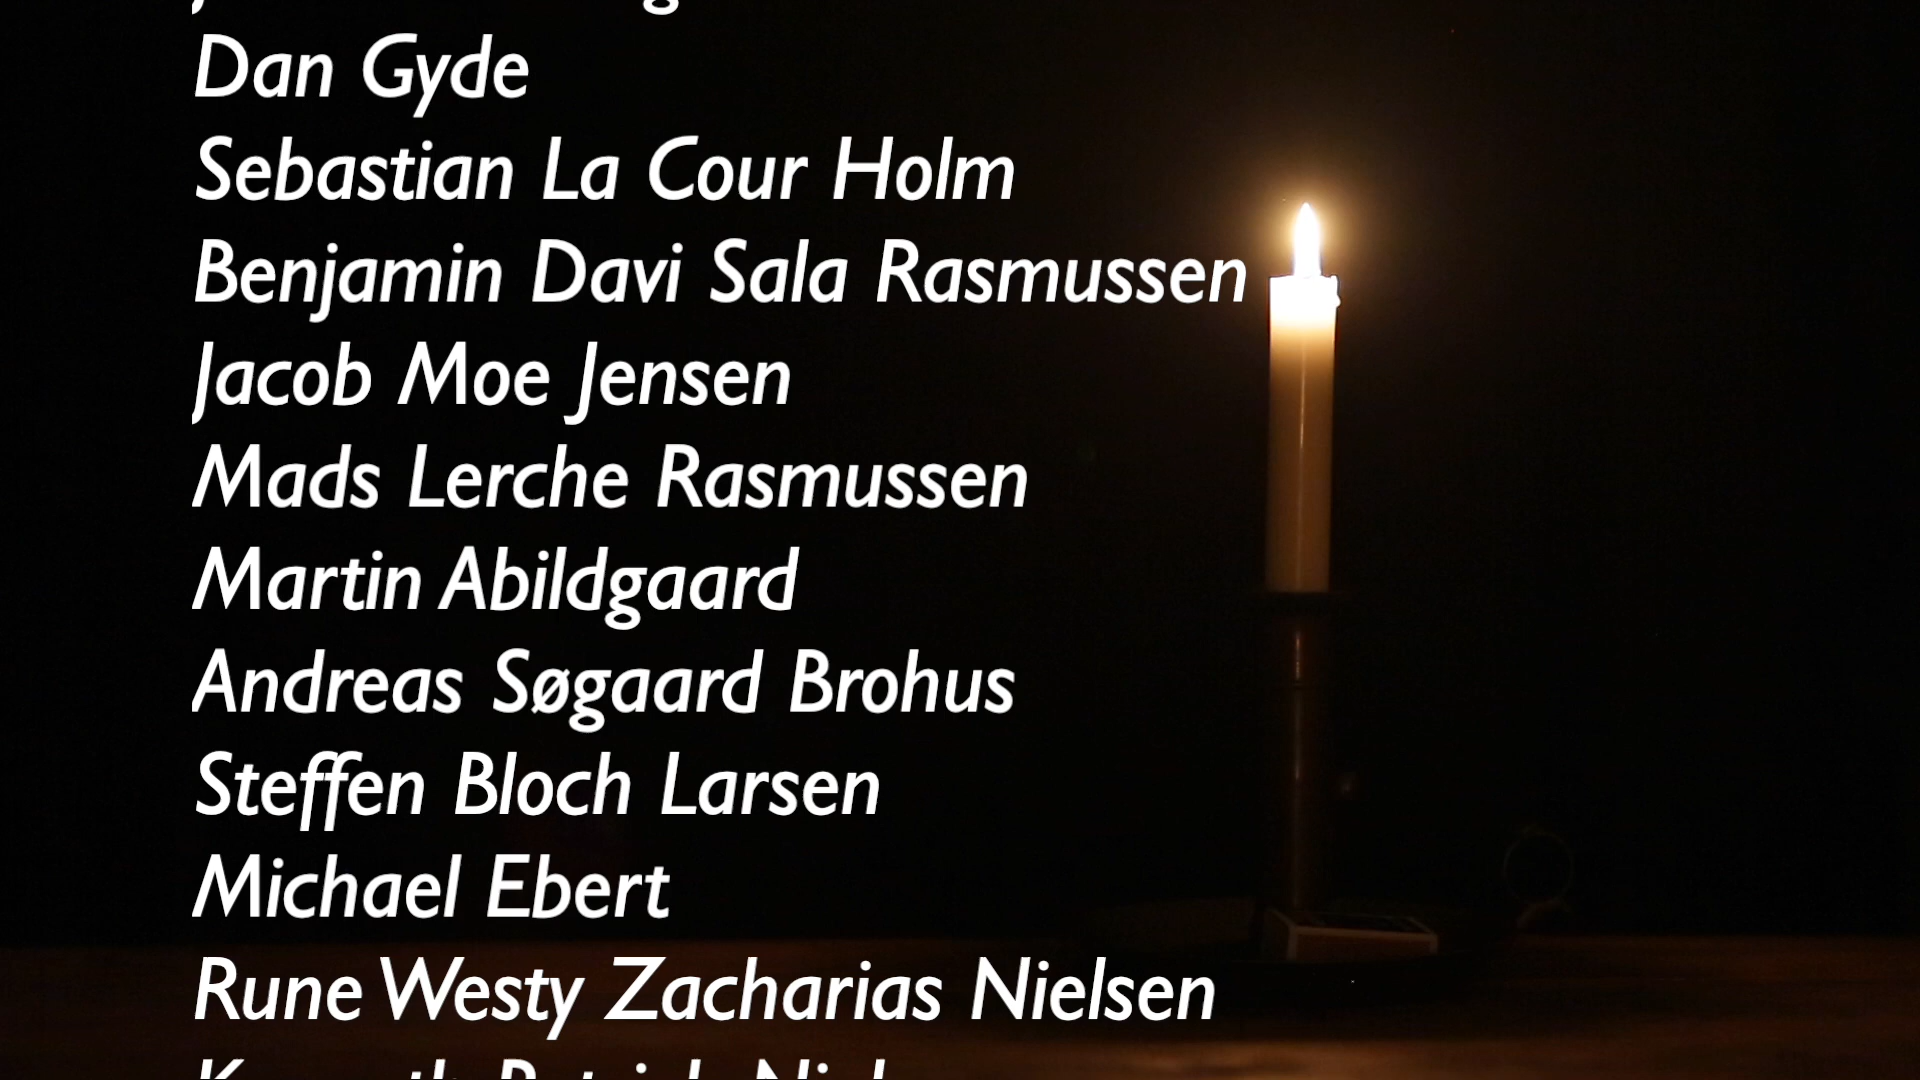 Dan Gyde
Sebastian La Cour Holm
Benjamin Davi Sala Rasmussen
Jacob Moe Jensen
Mads Lerche Rasmussen
Martin Abildgaard
Andreas Søgaard Brohus
Steffen Bloch Larsen
Michael Ebert
Rune Westy Zacharias Nielsen